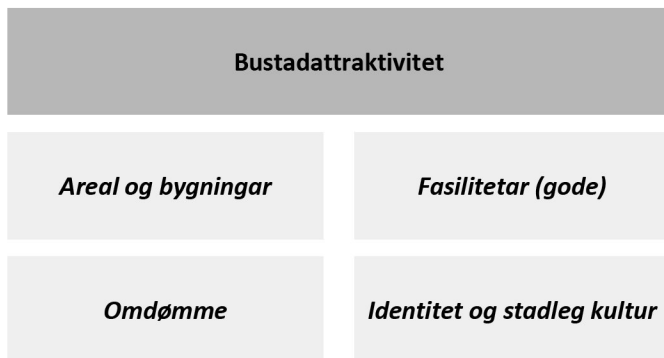 Bustadattraktivitet
Areal og bygningar
Fasilitetar (gode)
Omdømme
Identitet og stadleg kultur